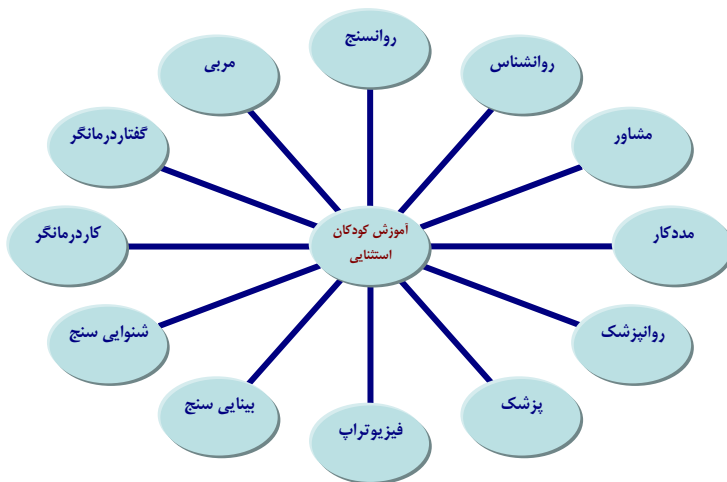 روانسنج
روانشناس
مشاور
مددکار
روانپزشک
پزشک
فیزیوتراپ
بینایی سنج
شنوایی سنج
کاردرمانگر
گفتاردرمانگر
مربی
آموزش کودکان
استثنایی